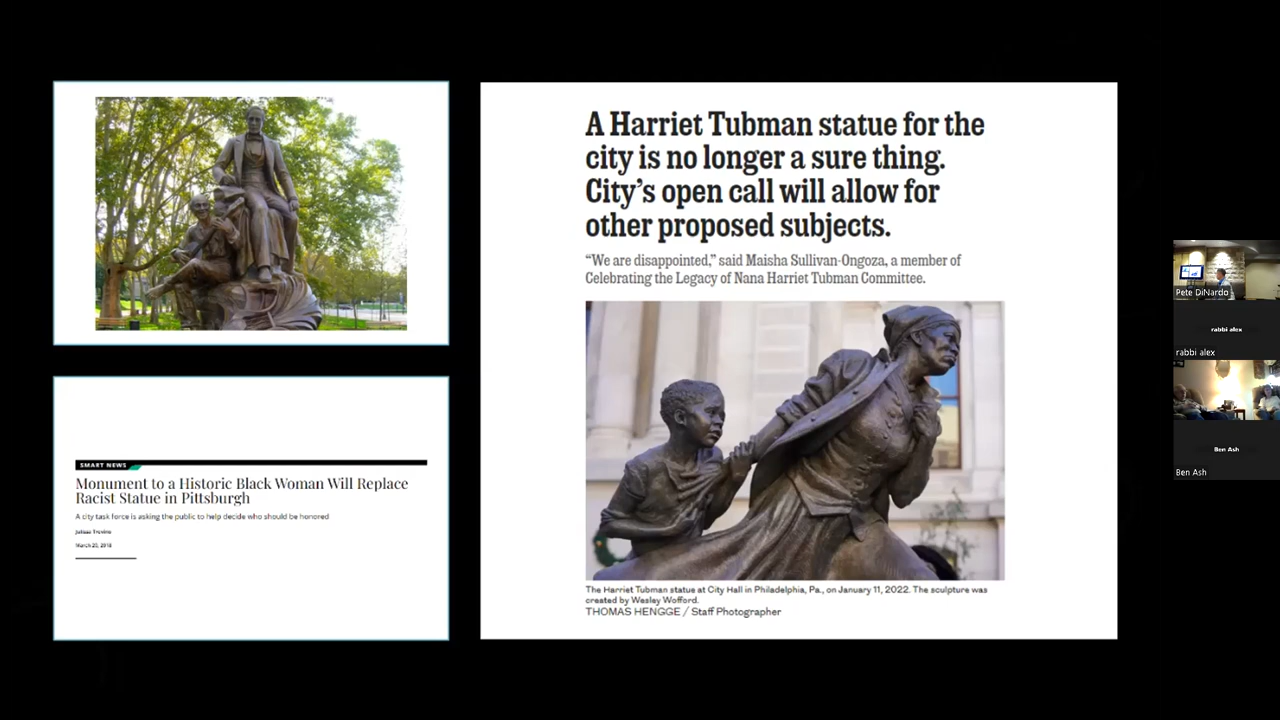 A Harriet Tubman statue for the
city is no longer a sure thing.
City's open call will allow for
other proposed subjects.
“We are disappointed,” said Maisha Sullivan-Ongoza, a member of
Celebrating the Legacy of Nana Harriet Tubman Committee.
The Harriet Tubman statue at City Hall in Philadelphia, Pa., on January 11, 2022. The sculpture was
created by Wesley Wofford.
THOMAS HENGGE / Staff Photographer
SMART NEWS
Monument to a Historic Black Woman Will Replace
Racist Statue in Pittsburgh
A city task force is asking the public to help decide who should be honored
Julissa Treviño
March 20, 2018
Pete DiNardo
rabbi alex
rabbi alex
Ben Ash
Ben Ash